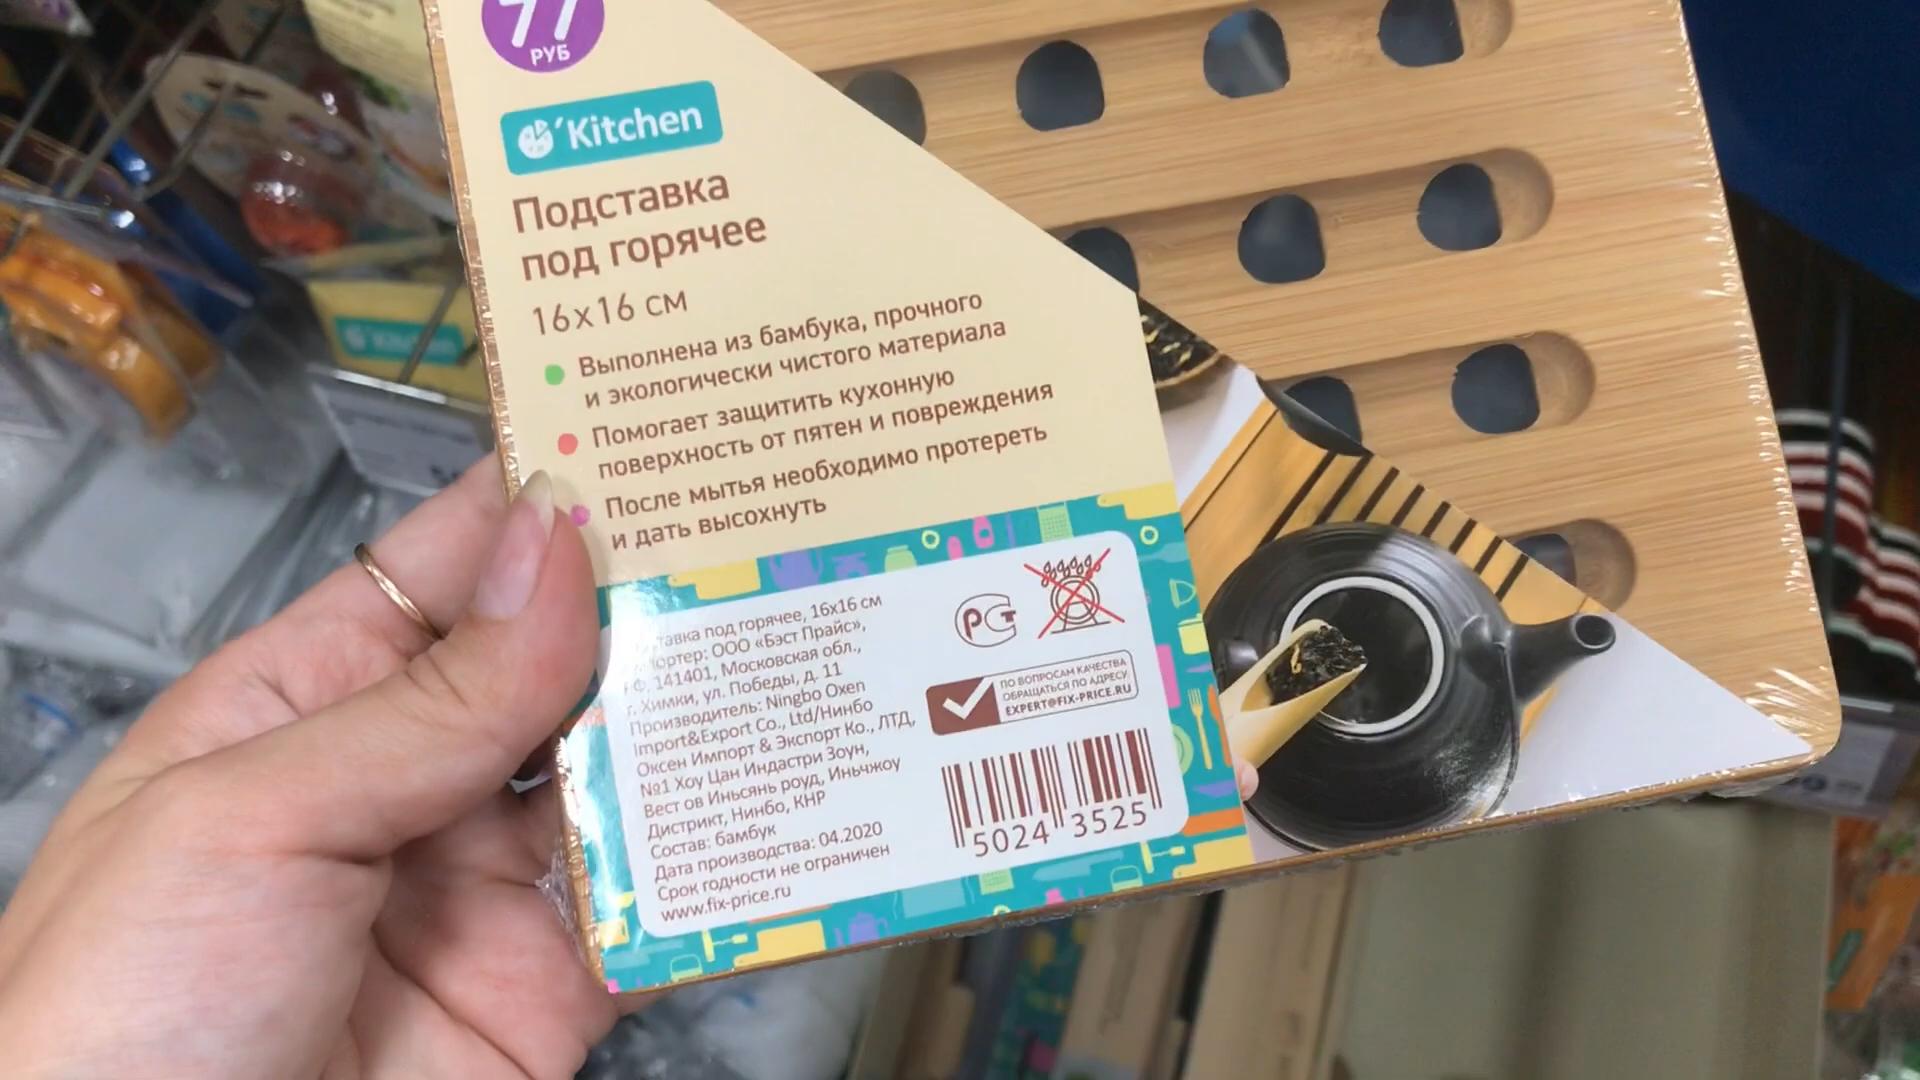 77
РУБ
'Kitchen
Подставка
под горячее
16х16 см
Выполнена из бамбука, прочного
и экологически чистого материала
Помогает защитить кухонную
поверхность от пятен и повреждения
После мытья необходимо протереть
и дать высохнуть
тавка под горячее, 16х16 см
ортер: ООО «Бэст Прайс»,
РФ, 141401, Московская обл.,
г. Химки, ул. Победы, д. 11
Производитель: Ningbo Oxen
Import&Export Co., Ltd/Нинбо
Оксен Импорт & Экспорт Ко., ЛТД,
№1 Хоу Цан Индастри Зоун,
Вест ов Иньсянь роуд, Иньчжоу
Дистрикт, Нинбо, КНР
Состав: бамбук
Дата производства: 04.2020
Срок годности не ограничен
www.fix-price.ru
РСТ
ПО ВОПРОСАМ КАЧЕСТВА
ОБРАЩАТЬСЯ ПО АДРЕСУ:
EXPERT@FIX-PRICE.RU
5024 3525
Kitchen